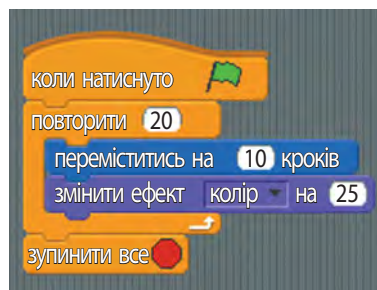 коли натиснуто
повторити 20
переміститись на 10 кроків
змінити ефект колір на 25
зупинити все